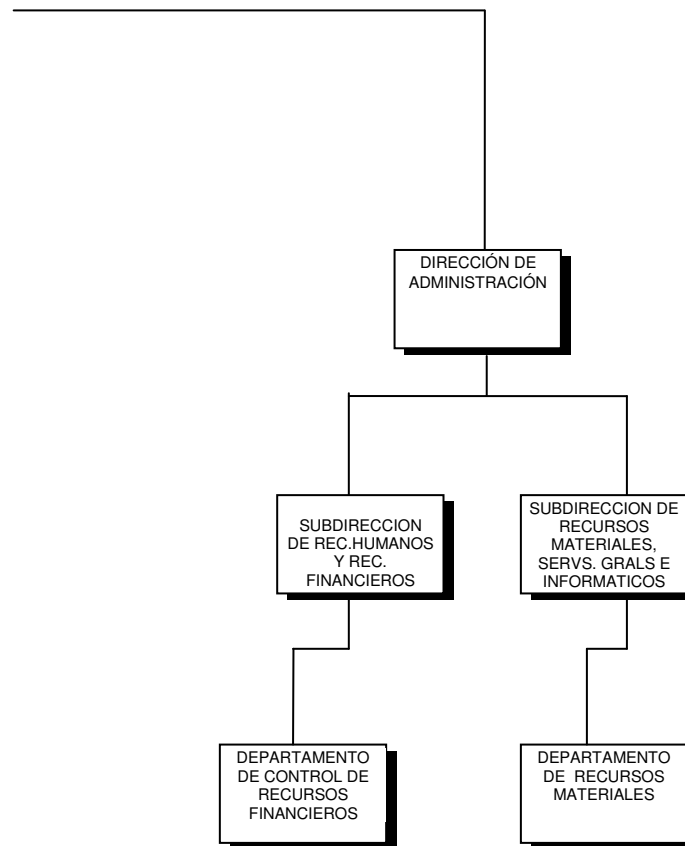 DIRECCIÓN DE
ADMINISTRACIÓN
SUBDIRECCION
DE REC.HUMANOS
Y REC.
FINANCIEROS
SUBDIRECCION DE
RECURSOS
MATERIALES,
SERVS. GRALS E
INFORMATICOS
DEPARTAMENTO
DE CONTROL DE
RECURSOS
FINANCIEROS
DEPARTAMENTO
DE RECURSOS
MATERIALES